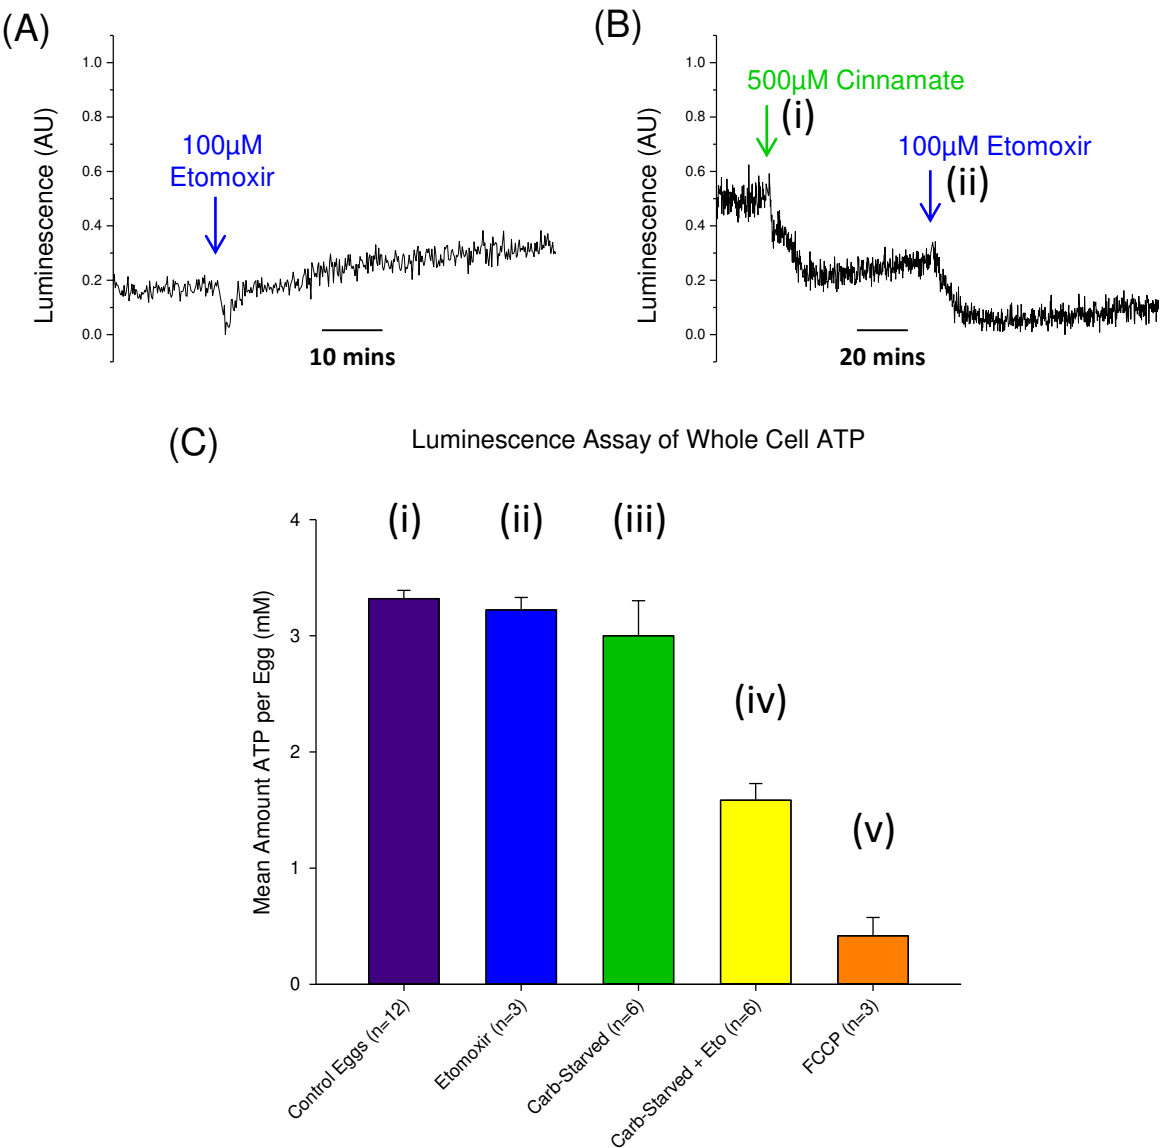 (A)
1.0
0.8
0.6
0.4
0.2
0.0
Luminescence (AU)
100µM
Etomoxir
10 mins
(B)
1.0
0.8
0.6
0.4
0.2
0.0
Luminescence (AU)
500µM Cinnamate
(i)
100µM Etomoxir
(ii)
20 mins
(C)
Luminescence Assay of Whole Cell ATP
4
3
2
1
0
Mean Amount ATP per Egg (mM)
(i)
(ii)
(iii)
(iv)
(v)
Control Eggs (n=12)
Etomoxir (n=3)
Carb-Starved (n=6)
Carb-Starved + Eto (n=6)
FCCP (n=3)